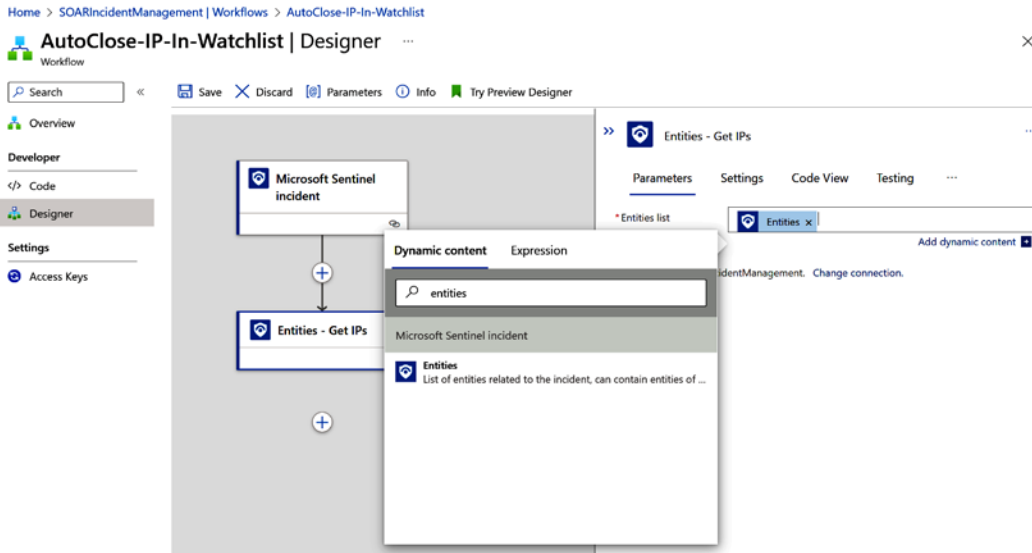 Home > SOARIncidentManagement | Workflows > AutoClose-IP-In-Watchlist
AutoClose-IP-In-Watchlist | Designer ...
Workflow
Search
Save Discard Parameters Info Try Preview Designer
Overview
Developer
Code
Designer
Settings
Access Keys
Microsoft Sentinel
incident
Entities - Get IPs
Entities - Get IPs
Parameters Settings Code View Testing ...
*Entities list
Entities ×
Add dynamic content
identManagement. Change connection.
Dynamic content Expression
entities
Microsoft Sentinel incident
Entities
List of entities related to the incident, can contain entities of ...